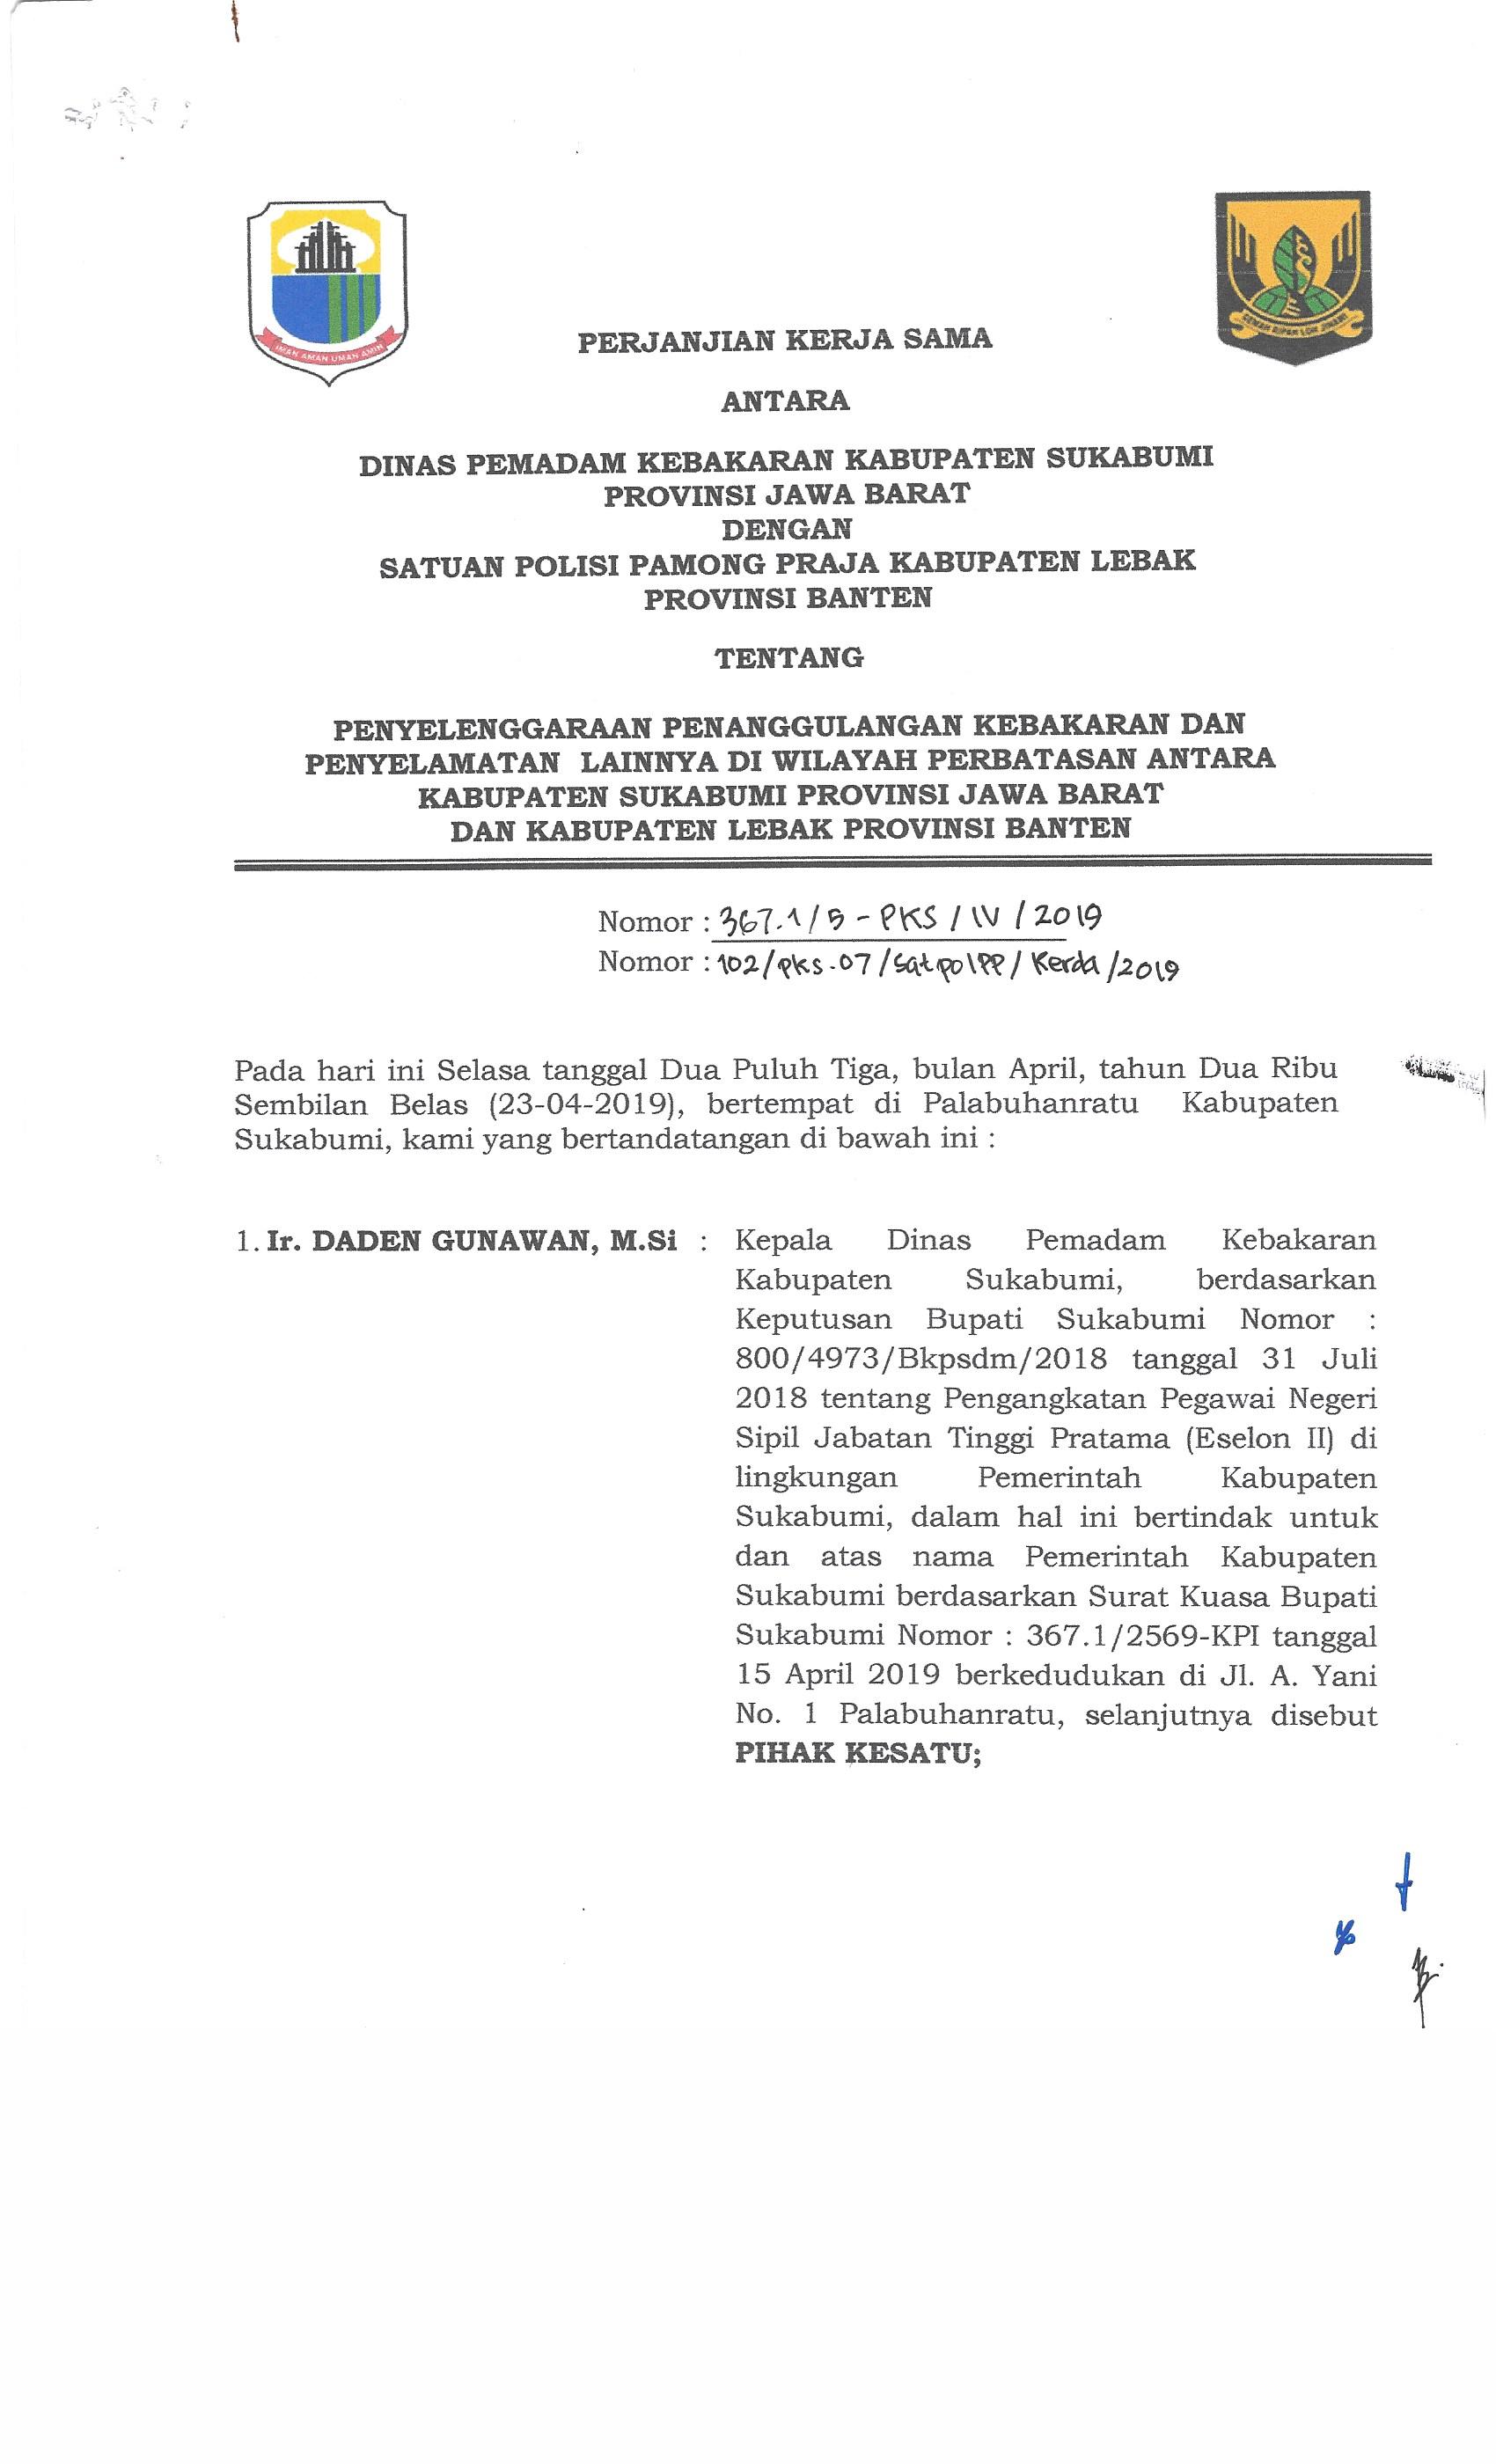 IMAN AMAN UMAN AMIN
GEMAH RIPAH LOH JINAWI
PERJANJIAN KERJA SAMA
ANTARA
DINAS PEMADAM KEBAKARAN KABUPATEN SUKABUMI
PROVINSI JAWA BARAT
DENGAN
SATUAN POLISI PAMONG PRAJA KABUPATEN LEBAK
PROVINSI BANTEN
TENTANG
PENYELENGGARAAN PENANGGULANGAN KEBAKARAN DAN
PENYELAMATAN LAINNYA DI WILAYAH PERBATASAN ANTARA
KABUPATEN SUKABUMI PROVINSI JAWA BARAT
DAN KABUPATEN LEBAK PROVINSI BANTEN
Nomor : 367.1/5 - PKS / IV / 2019
Nomor : 102/pks.07/Satpol PP/ Kerda /2019
Pada hari ini Selasa tanggal Dua Puluh Tiga, bulan April, tahun Dua Ribu
Sembilan Belas (23-04-2019), bertempat di Palabuhanratu Kabupaten
Sukabumi, kami yang bertandatangan di bawah ini :
1. Ir. DADEN GUNAWAN, M.Si : Kepala Dinas Pemadam Kebakaran
Kabupaten Sukabumi, berdasarkan
Keputusan Bupati Sukabumi Nomor :
800/4973/Bkpsdm/2018 tanggal 31 Juli
2018 tentang Pengangkatan Pegawai Negeri
Sipil Jabatan Tinggi Pratama (Eselon II) di
lingkungan Pemerintah Kabupaten
Sukabumi, dalam hal ini bertindak untuk
dan atas nama Pemerintah Kabupaten
Sukabumi berdasarkan Surat Kuasa Bupati
Sukabumi Nomor : 367.1/2569-KPI tanggal
15 April 2019 berkedudukan di Jl. A. Yani
No. 1 Palabuhanratu, selanjutnya disebut
PIHAK KESATU;